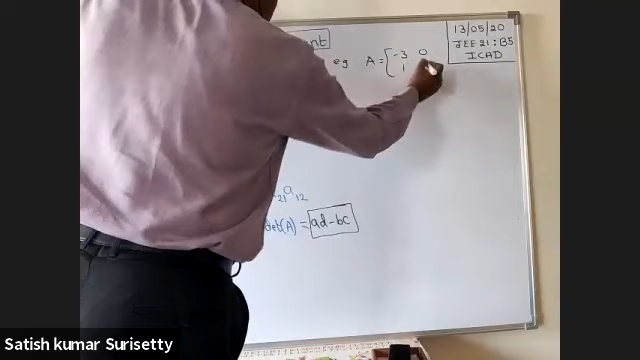 nt
eg A = [ -3 0
1
13/05/20
JEE 21 : B5
ICAD
21 a 12
det(A) = ad-bc
Satish kumar Surisetty